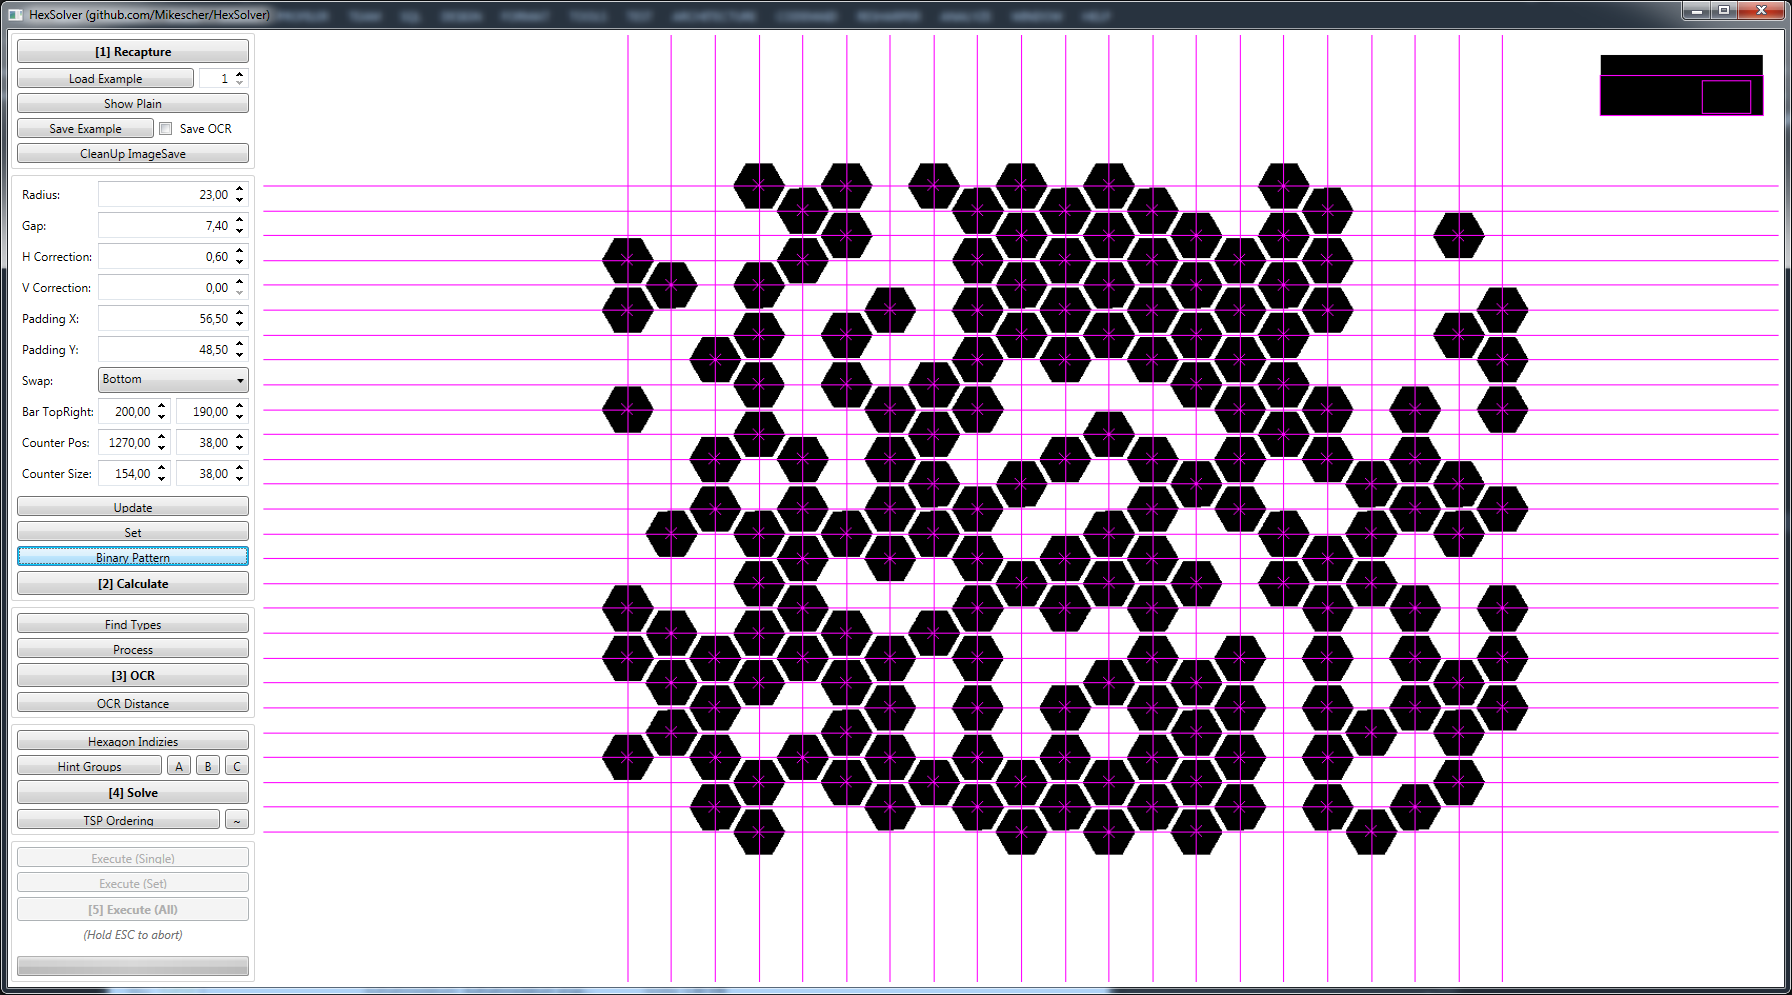 HexSolver (github.com/Mikescher/HexSolver)
[1] Recapture
Load Example 1
Show Plain
Save Example Save OCR
CleanUp ImageSave
Radius: 23,00
Gap: 7,40
H Correction: 0,60
V Correction: 0,00
Padding X: 56,50
Padding Y: 48,50
Swap: Bottom
Bar TopRight: 200,00 190,00
Counter Pos: 1270,00 38,00
Counter Size: 154,00 38,00
Update
Set
Binary Pattern
[2] Calculate
Find Types
Process
[3] OCR
OCR Distance
Hexagon Indizies
Hint Groups A B C
[4] Solve
TSP Ordering ~
Execute (Single)
Execute (Set)
[5] Execute (All)
(Hold ESC to abort)